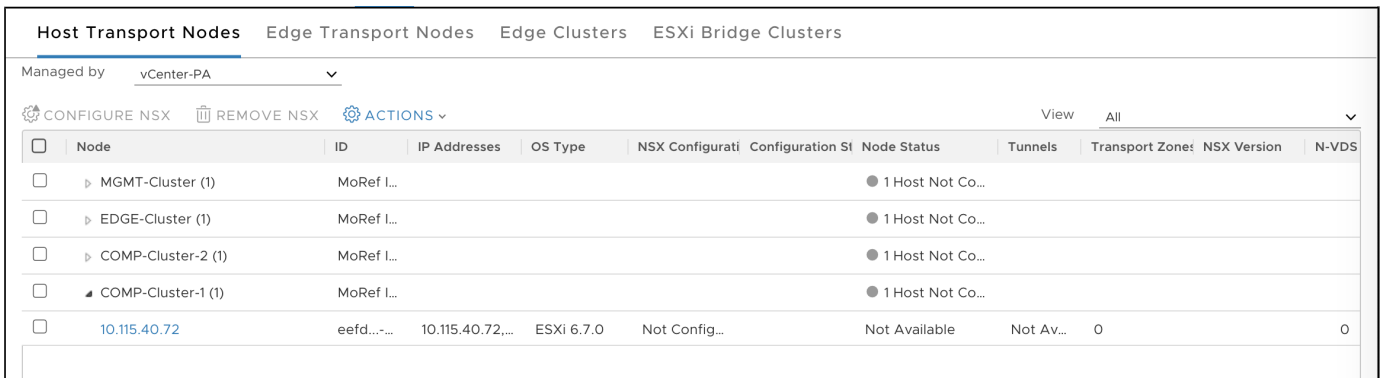 Host Transport Nodes Edge Transport Nodes Edge Clusters ESXi Bridge Clusters
Managed by vCenter-PA
CONFIGURE NSX REMOVE NSX ACTIONS View All
Node ID IP Addresses OS Type NSX Configurati Configuration St Node Status Tunnels Transport Zones NSX Version N-VDS
MGMT-Cluster (1) MoRef I... 1 Host Not Co...
EDGE-Cluster (1) MoRef I... 1 Host Not Co...
COMP-Cluster-2 (1) MoRef I... 1 Host Not Co...
COMP-Cluster-1 (1) MoRef I... 1 Host Not Co...
10.115.40.72 eefd...-... 10.115.40.72,... ESXi 6.7.0 Not Config... Not Available Not Av... 0 0